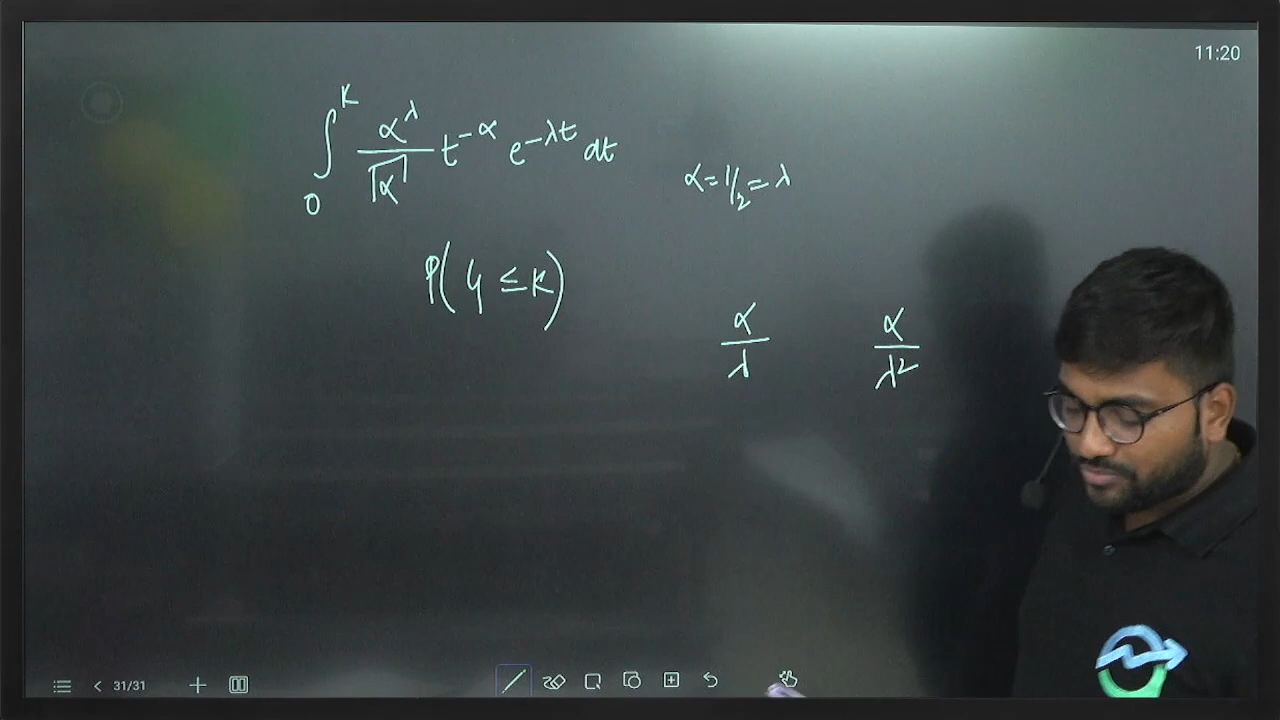 11:20
∫₀ᴷ α^λ/Γα t^-α e^-λt dt
α=1/2=λ
P(G ≤ K)
α/λ α/λ²
31/31